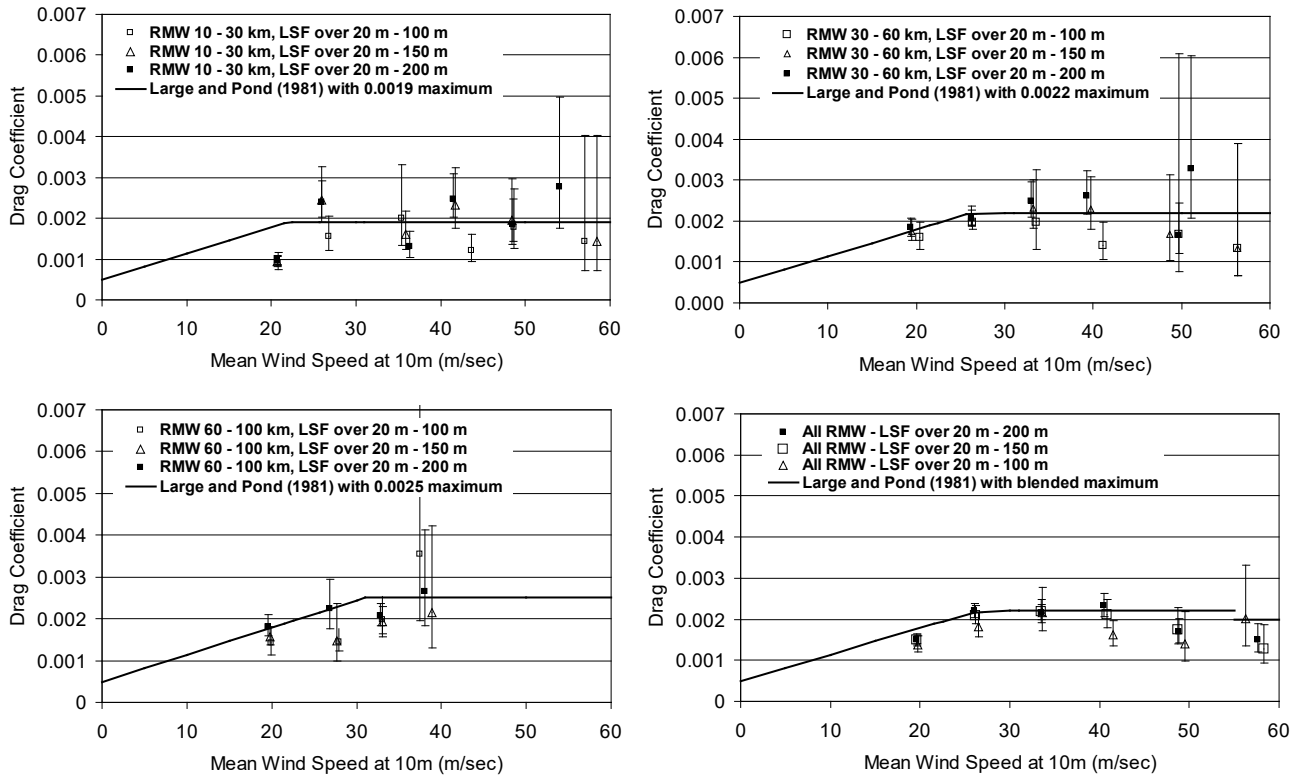 0.007
0.006
0.005
0.004
0.003
0.002
0.001
0
Drag Coefficient
RMW 10 - 30 km, LSF over 20 m - 100 m
RMW 10 - 30 km, LSF over 20 m - 150 m
RMW 10 - 30 km, LSF over 20 m - 200 m
Large and Pond (1981) with 0.0019 maximum
0 10 20 30 40 50 60
Mean Wind Speed at 10m (m/sec)
0.007
0.006
0.005
0.004
0.003
0.002
0.001
0.000
Drag Coefficient
RMW 30 - 60 km, LSF over 20 m - 100 m
RMW 30 - 60 km, LSF over 20 m - 150 m
RMW 30 - 60 km, LSF over 20 m - 200 m
Large and Pond (1981) with 0.0022 maximum
0 10 20 30 40 50 60
Mean Wind Speed at 10m (m/sec)
0.007
0.006
0.005
0.004
0.003
0.002
0.001
0
Drag Coefficient
RMW 60 - 100 km, LSF over 20 m - 100 m
RMW 60 - 100 km, LSF over 20 m - 150 m
RMW 60 - 100 km, LSF over 20 m - 200 m
Large and Pond (1981) with 0.0025 maximum
0 10 20 30 40 50 60
Mean Wind Speed at 10m (m/sec)
0.007
0.006
0.005
0.004
0.003
0.002
0.001
0
Drag Coefficient
All RMW - LSF over 20 m - 200 m
All RMW - LSF over 20 m - 150 m
All RMW - LSF over 20 m - 100 m
Large and Pond (1981) with blended maximum
0 10 20 30 40 50 60
Mean Wind Speed at 10m (m/sec)